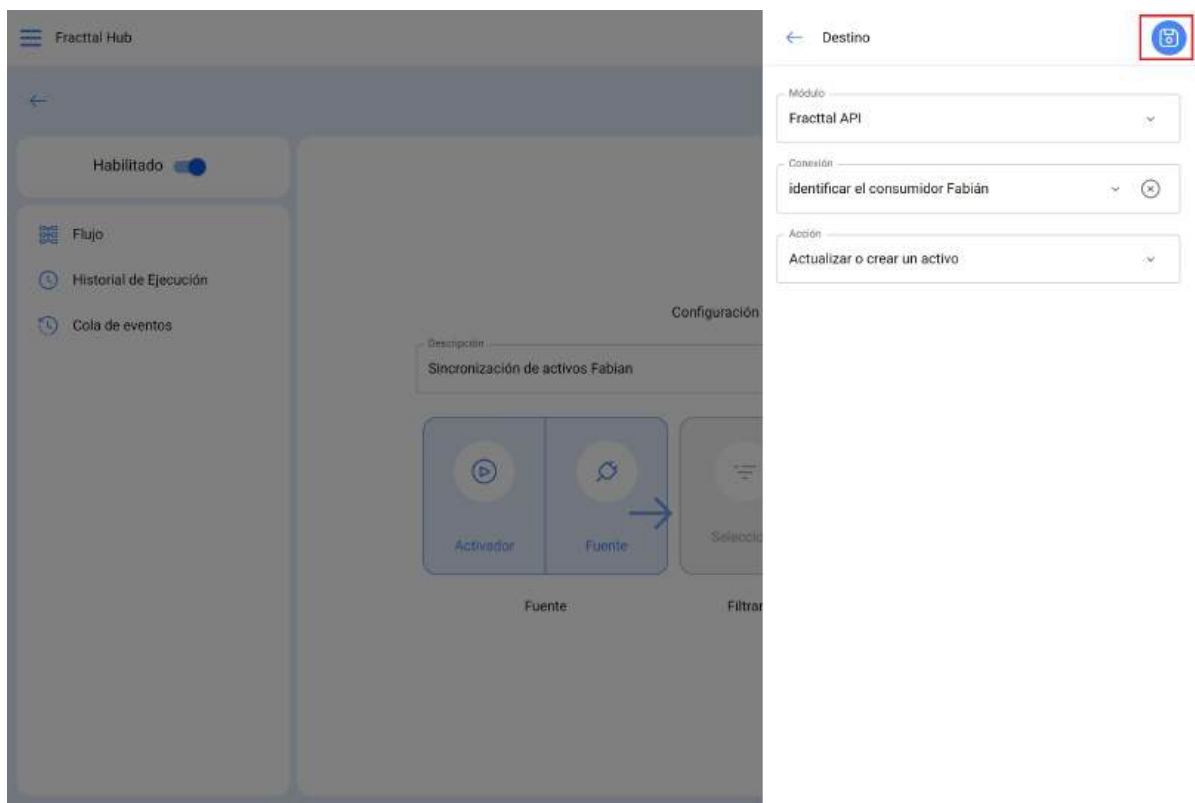 Fracttal Hub
Habilitado
Flujo
Historial de Ejecución
Cola de eventos
Configuración
Descripción
Sincronización de activos Fabian
Activador
Fuente
Fuente
Destino
Módulo
Fracttal API
Conexión
identificar el consumidor Fabián
Acción
Actualizar o crear un activo